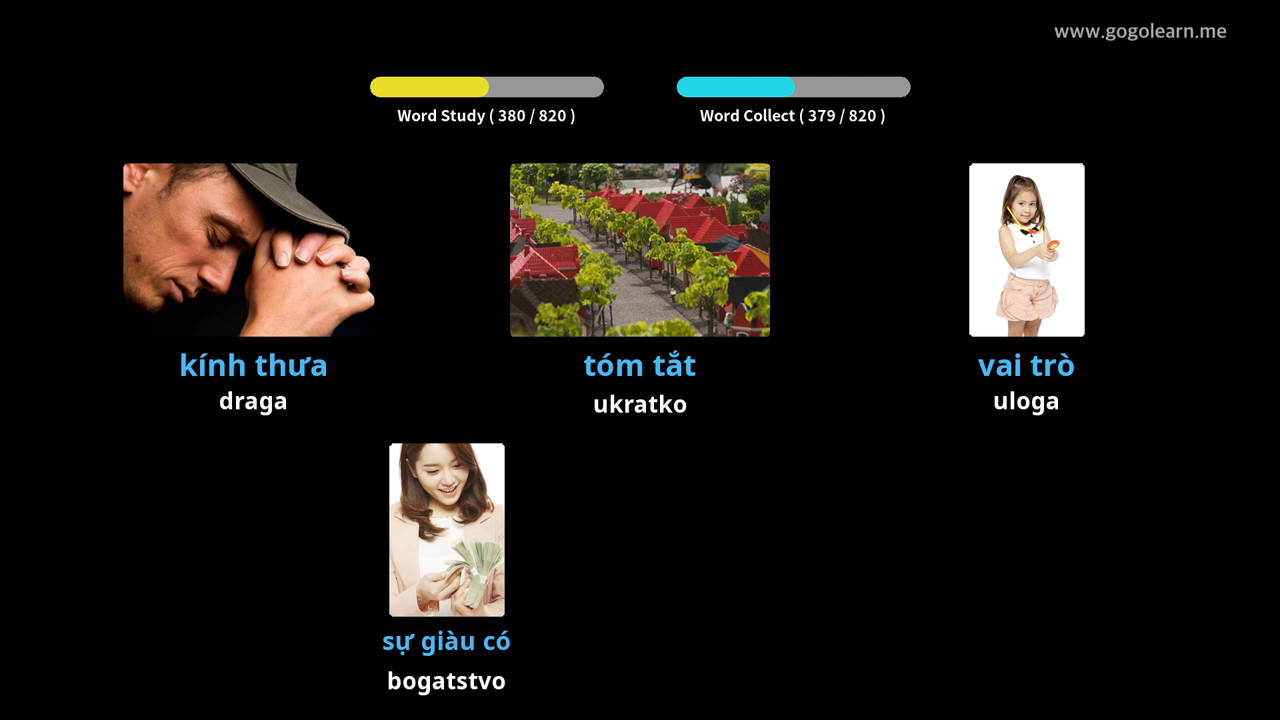 www.gogolearn.me
Word Study ( 380 / 820 )
Word Collect ( 379 / 820 )
kính thưa
draga
tóm tắt
ukratko
vai trò
uloga
sự giàu có
bogatstvo